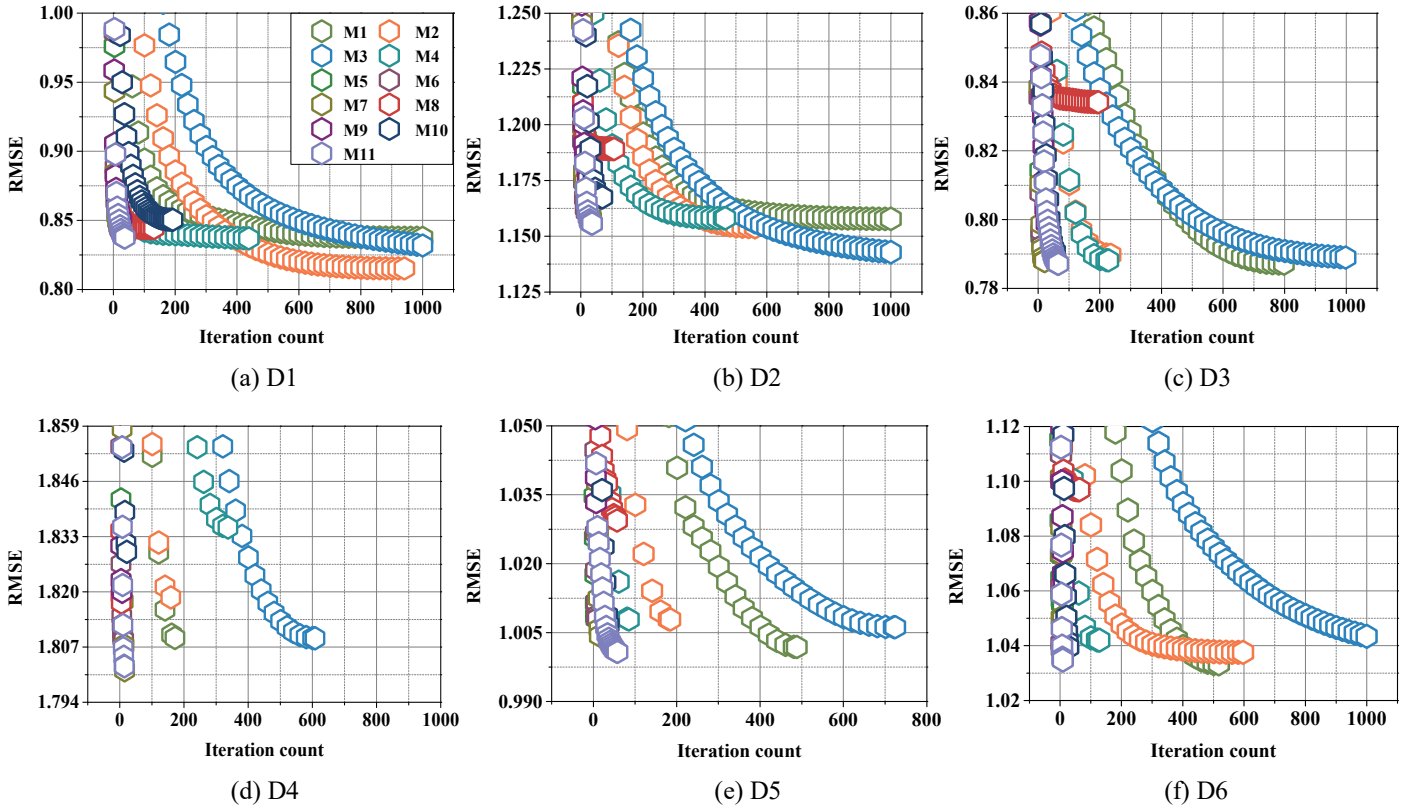 1.00
0.95
0.90
0.85
0.80
RMSE
0 200 400 600 800 1000
Iteration count
M1 M2
M3 M4
M5 M6
M7 M8
M9 M10
M11
(a) D1
1.250
1.225
1.200
1.175
1.150
1.125
RMSE
0 200 400 600 800 1000
Iteration count
(b) D2
0.86
0.84
0.82
0.80
0.78
RMSE
0 200 400 600 800 1000
Iteration count
(c) D3
1.859
1.846
1.833
1.820
1.807
1.794
RMSE
0 200 400 600 800 1000
Iteration count
(d) D4
1.050
1.035
1.020
1.005
0.990
RMSE
0 200 400 600 800
Iteration count
(e) D5
1.12
1.10
1.08
1.06
1.04
1.02
RMSE
0 200 400 600 800 1000
Iteration count
(f) D6